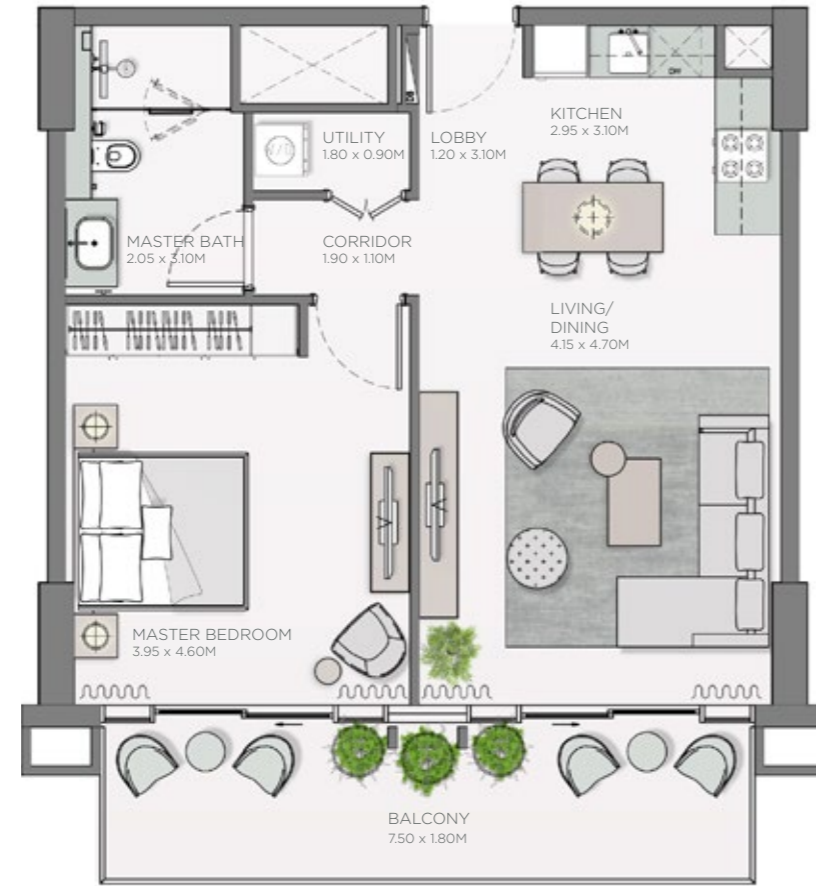 KITCHEN
2.95 x 3.10M
UTILITY
1.80 x 0.90M
LOBBY
1.20 x 3.10M
MASTER BATH
2.05 x 3.10M
CORRIDOR
1.90 x 1.10M
LIVING/
DINING
4.15 x 4.70M
MASTER BEDROOM
3.95 x 4.60M
BALCONY
7.50 x 1.80M